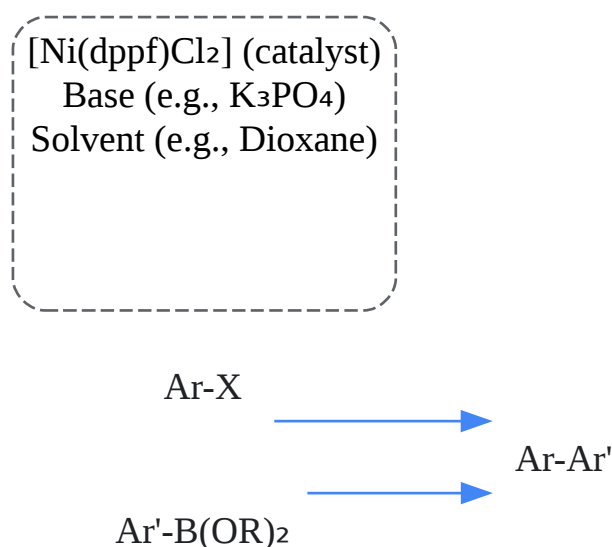 [Ni(dppf)Cl₂] (catalyst)
Base (e.g., K₃PO₄)
Solvent (e.g., Dioxane)
Ar-X
Ar-Ar'
Ar'-B(OR)₂